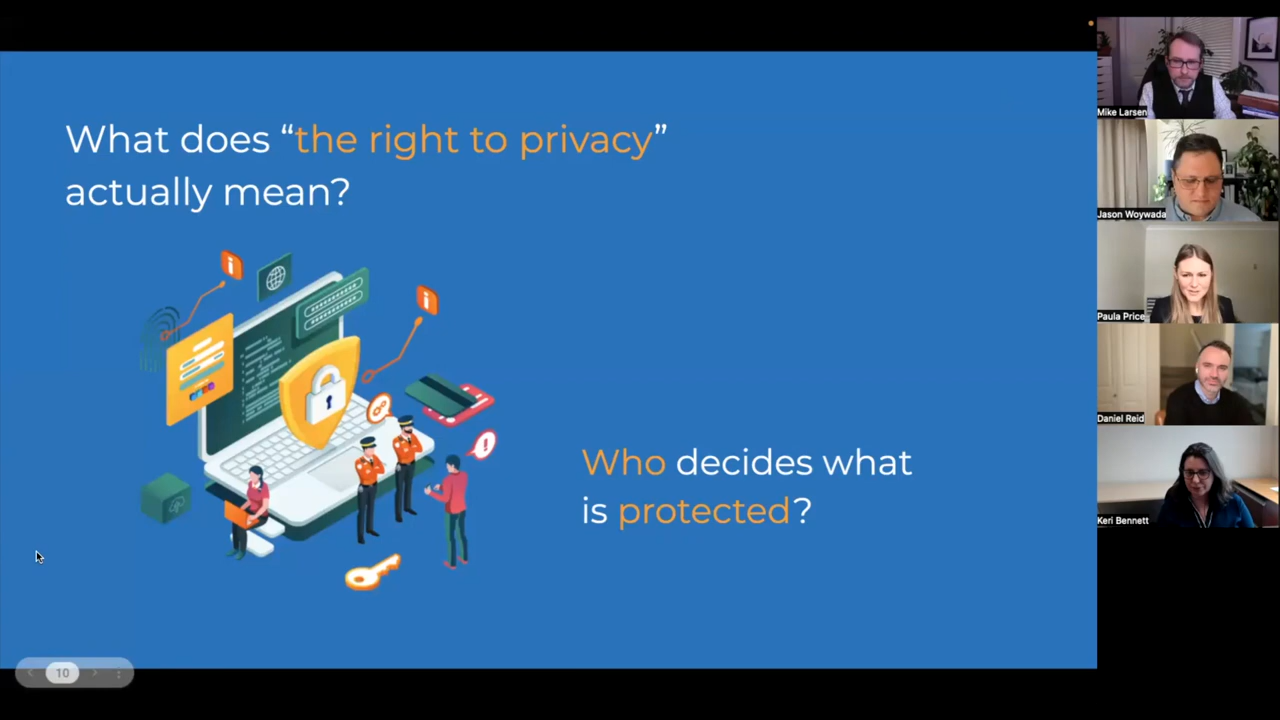 What does “the right to privacy”
actually mean?
Who decides what
is protected?
10
Mike Larsen
Jason Woywada
Paula Price
Daniel Reid
Keri Bennett